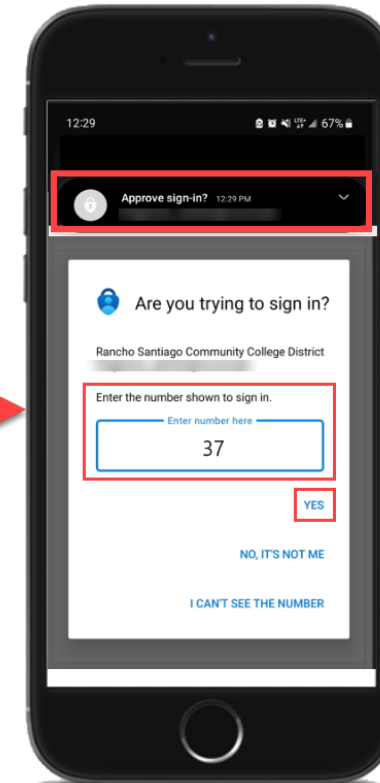 12:29 LTE+ 67%
Approve sign-in? 12:29 PM
Are you trying to sign in?
Rancho Santiago Community College District
Enter the number shown to sign in.
Enter number here
37
YES
NO, IT'S NOT ME
I CAN'T SEE THE NUMBER